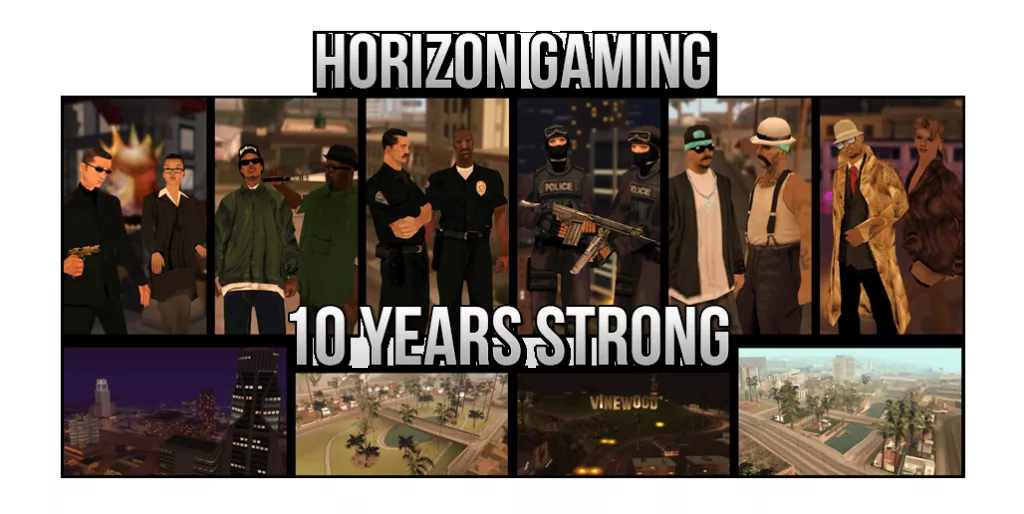 HORIZON GAMING
POLICE
POLICE
10 YEARS STRONG
VINEWOOD